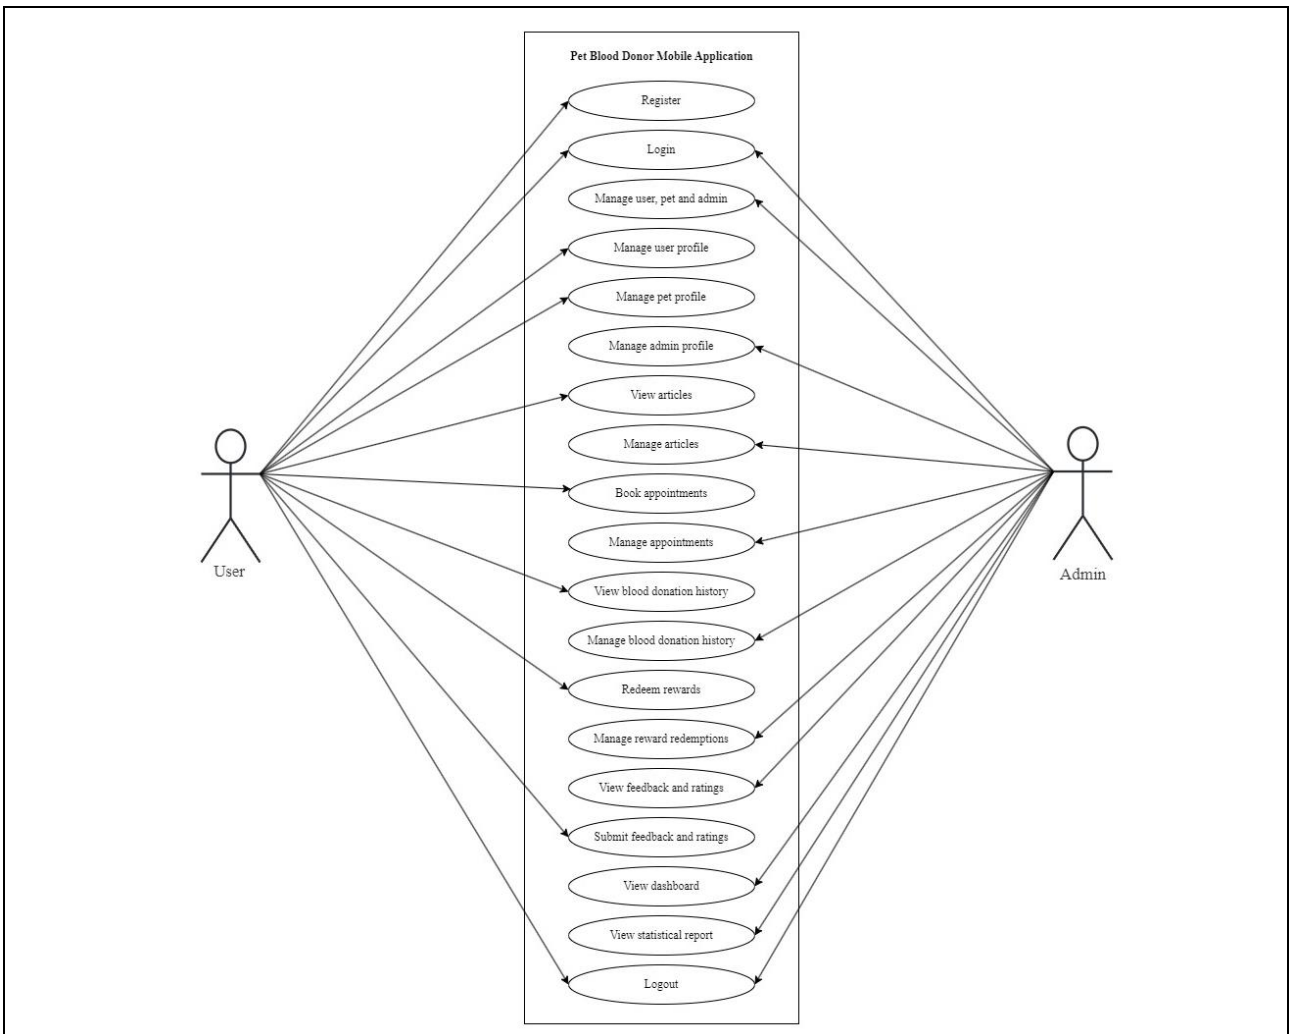 Pet Blood Donor Mobile Application
Register
Login
Manage user, pet and admin
Manage user profile
Manage pet profile
Manage admin profile
View articles
Manage articles
Book appointments
Manage appointments
View blood donation history
Manage blood donation history
Redeem rewards
Manage reward redemptions
View feedback and ratings
Submit feedback and ratings
View dashboard
View statistical report
Logout
User
Admin